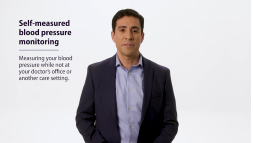 Self-measured
blood pressure
monitoring
Measuring your blood
pressure while not at
your doctor's office or
another care setting.